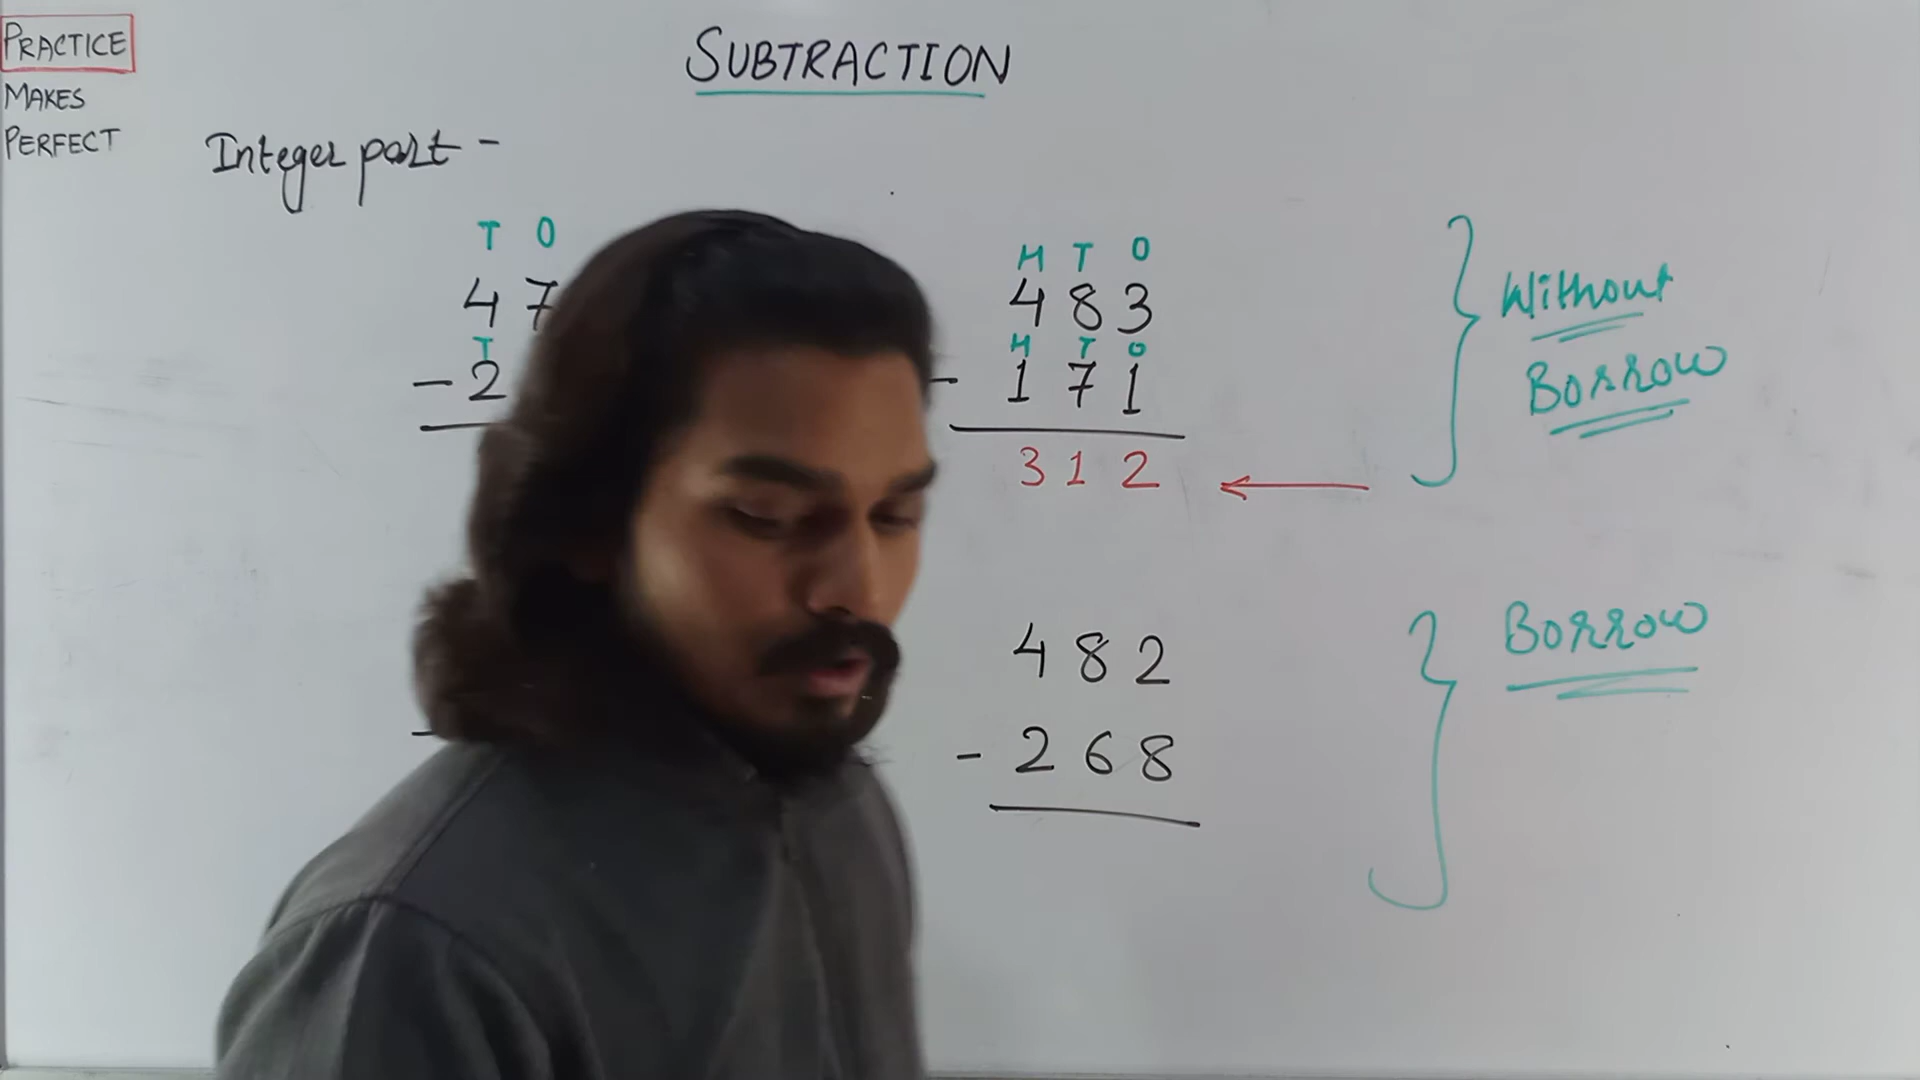 PRACTICE
MAKES
PERFECT
SUBTRACTION
Integer part -
T O
4 7
T
- 2
H T O
4 8 3
H T O
- 1 7 1
3 1 2
Without
Borrow
4 8 2
- 2 6 8
Borrow